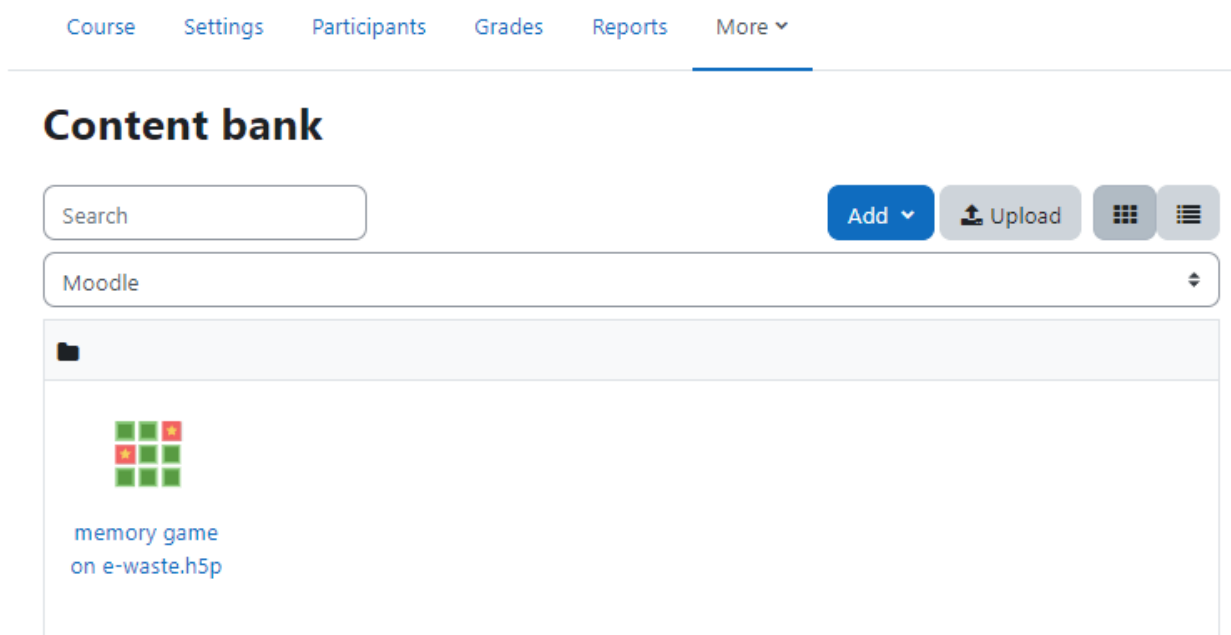 Course Settings Participants Grades Reports More
Content bank
Search
Add Upload
Moodle
memory game
on e-waste.h5p